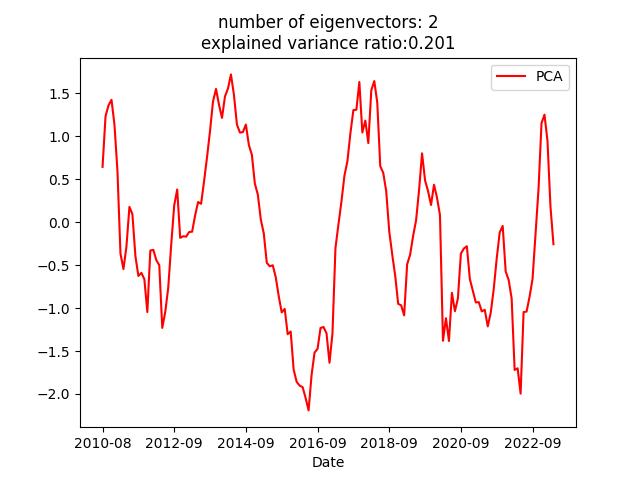 number of eigenvectors: 2
explained variance ratio:0.201
PCA
1.5
1.0
0.5
0.0
−0.5
−1.0
−1.5
−2.0
2010-08 2012-09 2014-09 2016-09 2018-09 2020-09 2022-09
Date